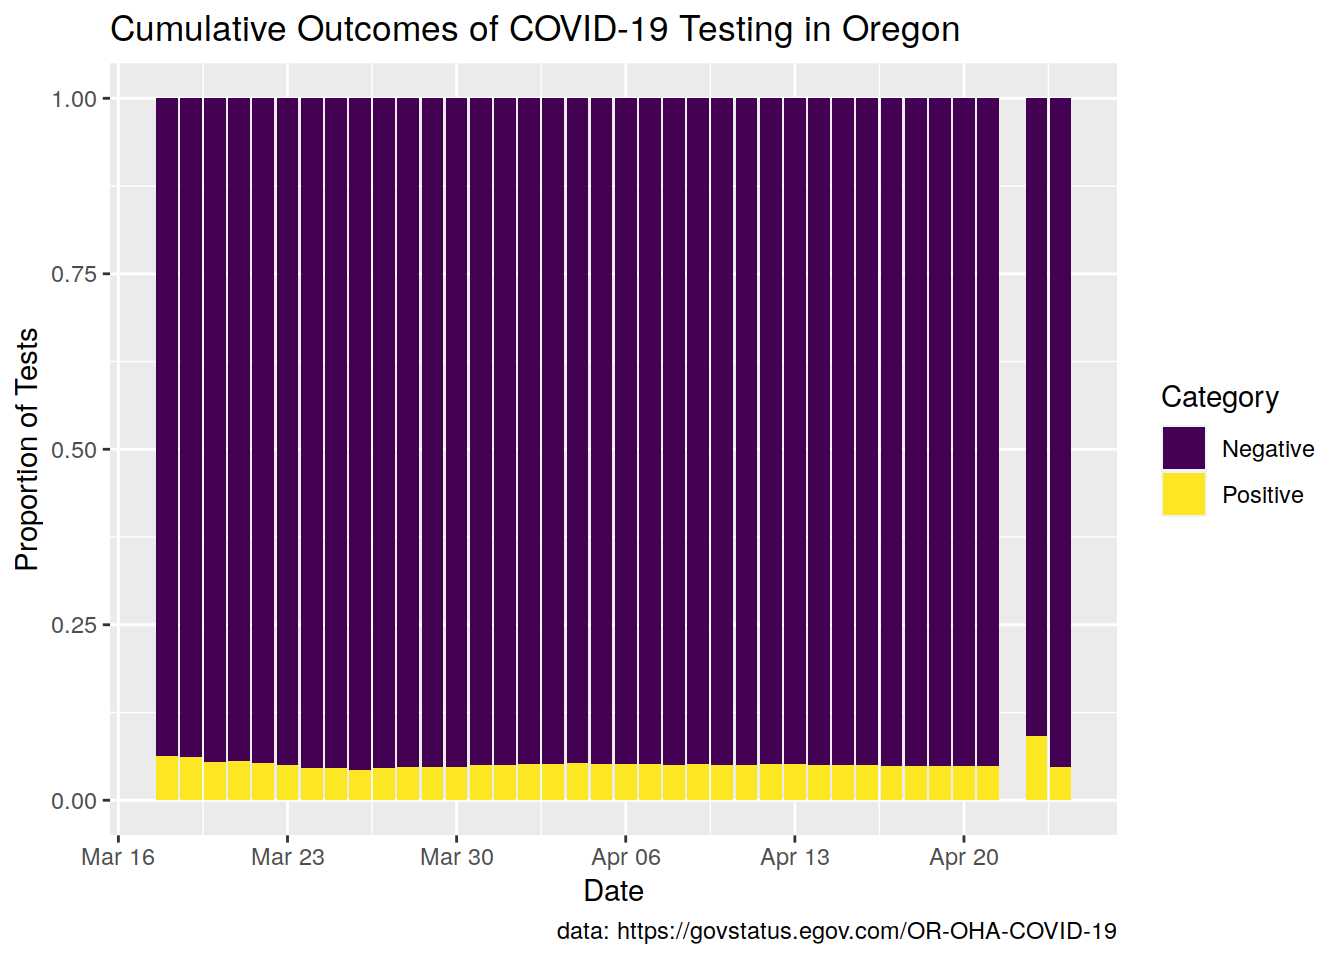 Cumulative Outcomes of COVID-19 Testing in Oregon
Proportion of Tests
1.00
0.75
0.50
0.25
0.00
Mar 16
Mar 23
Mar 30
Apr 06
Apr 13
Apr 20
Date
Category
Negative
Positive
data: https://govstatus.egov.com/OR-OHA-COVID-19